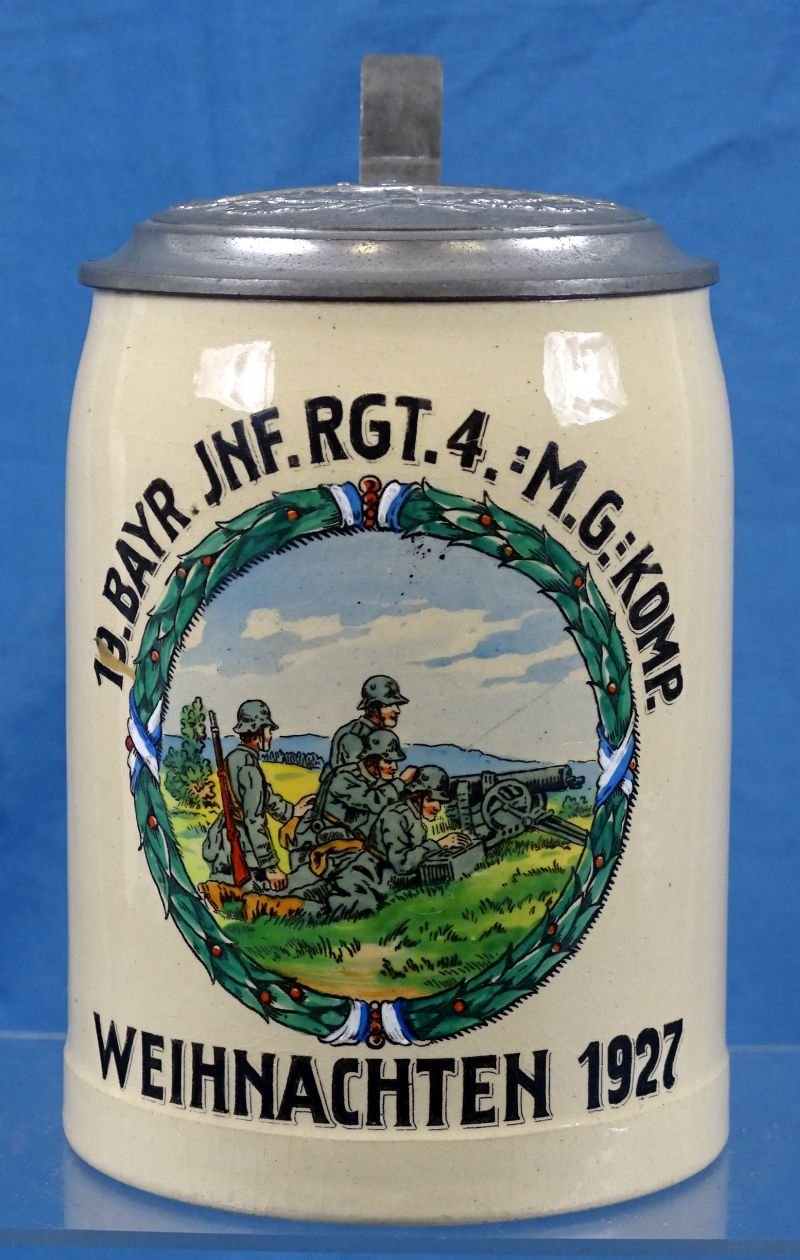 19. BAYR. JNF. RGT. 4. =M.G.=KOMP.
WEIHNACHTEN 1927